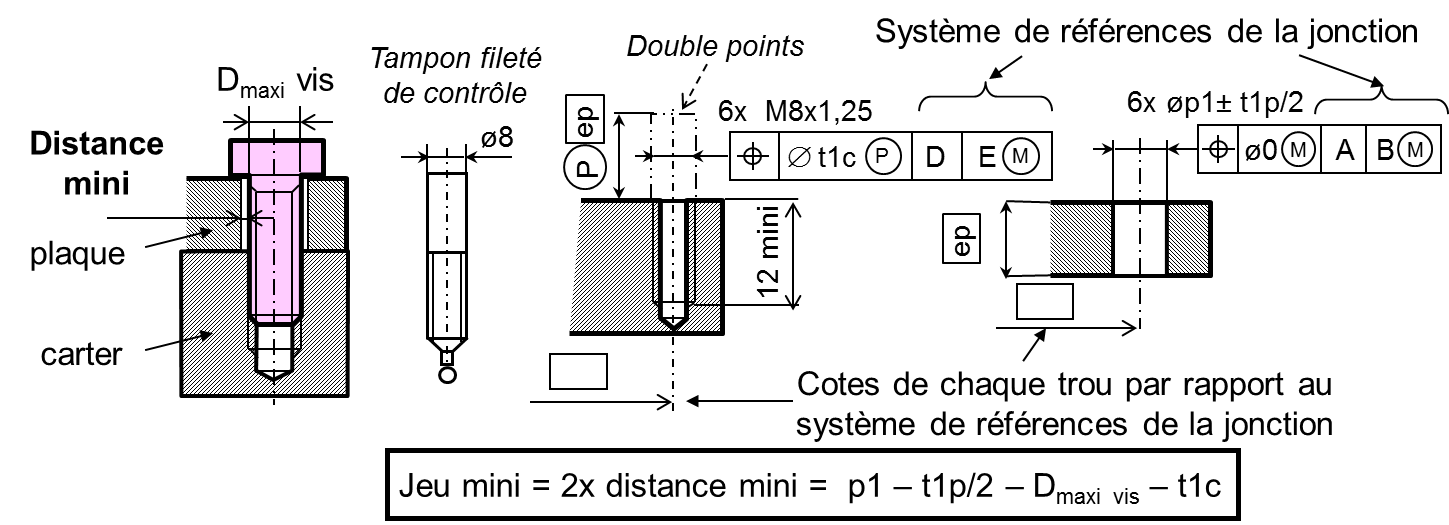 Système de références de la jonction
Double points
Tampon fileté
de contrôle
Dmaxi vis
Distance
mini
ø8
ep
P
6x M8x1,25
⌖ ∅ t1c Ⓟ D E Ⓜ
6x øp1± t1p/2
⌖ ø0 Ⓜ A B Ⓜ
plaque
12 mini
ep
carter
Cotes de chaque trou par rapport au
système de références de la jonction
Jeu mini = 2x distance mini = p1 – t1p/2 – Dmaxi vis – t1c